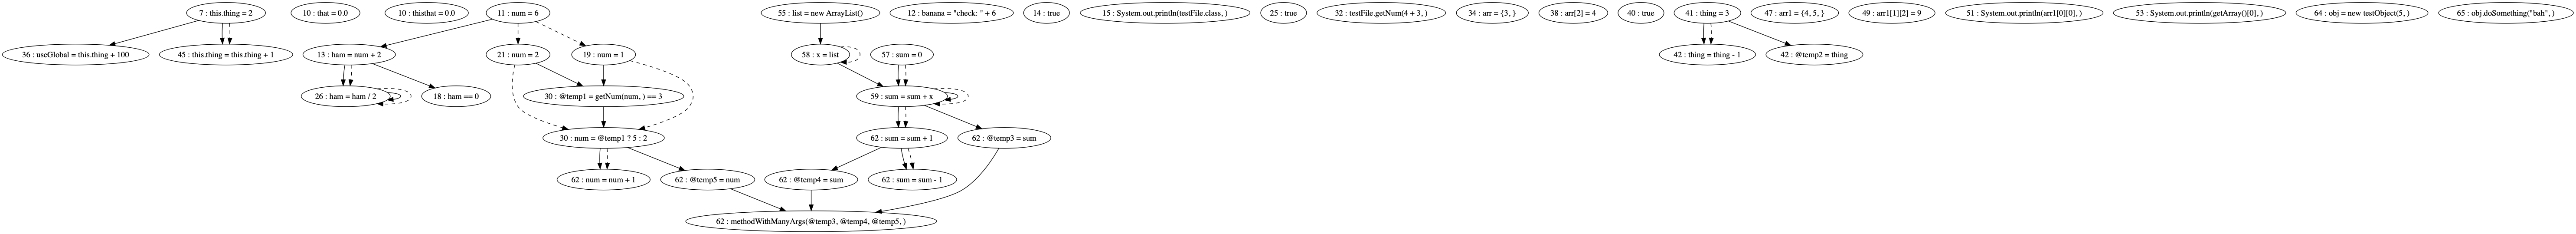 7 : this.thing = 2
10 : that = 0.0
10 : thisthat = 0.0
11 : num = 6
55 : list = new ArrayList()
12 : banana = "check: " + 6
14 : true
15 : System.out.println(testFile.class, )
25 : true
32 : testFile.getNum(4 + 3, )
34 : arr = {3, }
38 : arr[2] = 4
40 : true
41 : thing = 3
47 : arr1 = {4, 5, }
49 : arr1[1][2] = 9
51 : System.out.println(arr1[0][0], )
53 : System.out.println(getArray()[0], )
64 : obj = new testObject(5, )
65 : obj.doSomething("bah", )
36 : useGlobal = this.thing + 100
45 : this.thing = this.thing + 1
13 : ham = num + 2
21 : num = 2
19 : num = 1
58 : x = list
57 : sum = 0
42 : thing = thing - 1
42 : @temp2 = thing
26 : ham = ham / 2
18 : ham == 0
30 : @temp1 = getNum(num, ) == 3
59 : sum = sum + x
30 : num = @temp1 ? 5 : 2
62 : sum = sum + 1
62 : @temp3 = sum
62 : num = num + 1
62 : @temp5 = num
62 : @temp4 = sum
62 : sum = sum - 1
62 : methodWithManyArgs(@temp3, @temp4, @temp5, )